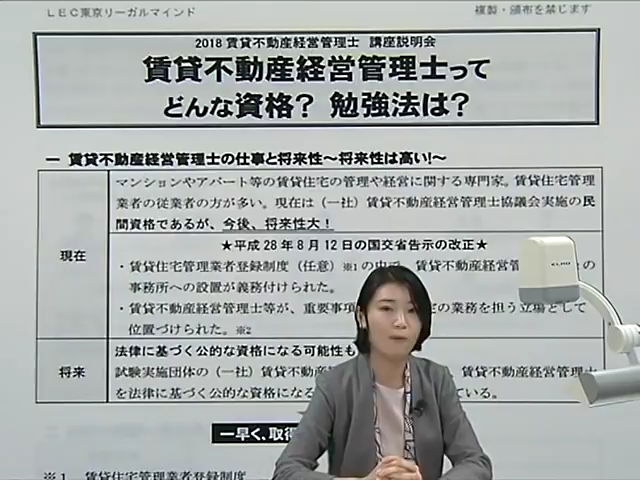 LEC東京リーガルマインド
複製・頒布を禁じます
2018 賃貸不動産経営管理士 講座説明会
賃貸不動産経営管理士って
どんな資格? 勉強法は?
一 賃貸不動産経営管理士の仕事と将来性～将来性は高い!～
現在
マンションやアパート等の賃貸住宅の管理や経営に関する専門家。賃貸住宅管理
業者の従業者の方が多い。現在は(一社)賃貸不動産経営管理士協議会実施の民
間資格であるが、今後、将来性大!
★平成28年8月12日の国交省告示の改正★
・賃貸住宅管理業者登録制度(任意)※1の中で、賃貸不動産経営管 の
事務所への設置が義務付けられた。
・賃貸不動産経営管理士等が、重要事項 の業務を担う立場として
位置づけられた。※2
将来
法律に基づく公的な資格になる可能性も
試験実施団体の(一社)賃貸不動産 、賃貸不動産経営管理士
を法律に基づく公的な資格にな ている。
一早く、取得
※1 賃貸住宅管理業者登録制度
ELMO